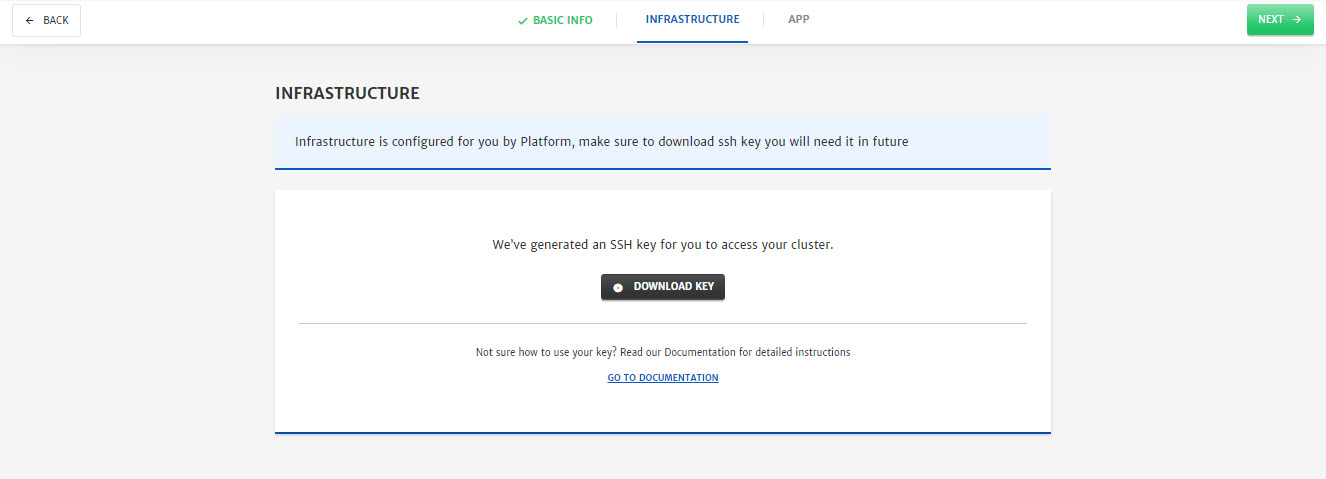 BACK
BASIC INFO
INFRASTRUCTURE
APP
NEXT
INFRASTRUCTURE
Infrastructure is configured for you by Platform, make sure to download ssh key you will need it in future
We've generated an SSH key for you to access your cluster.
DOWNLOAD KEY
Not sure how to use your key? Read our Documentation for detailed instructions
GO TO DOCUMENTATION